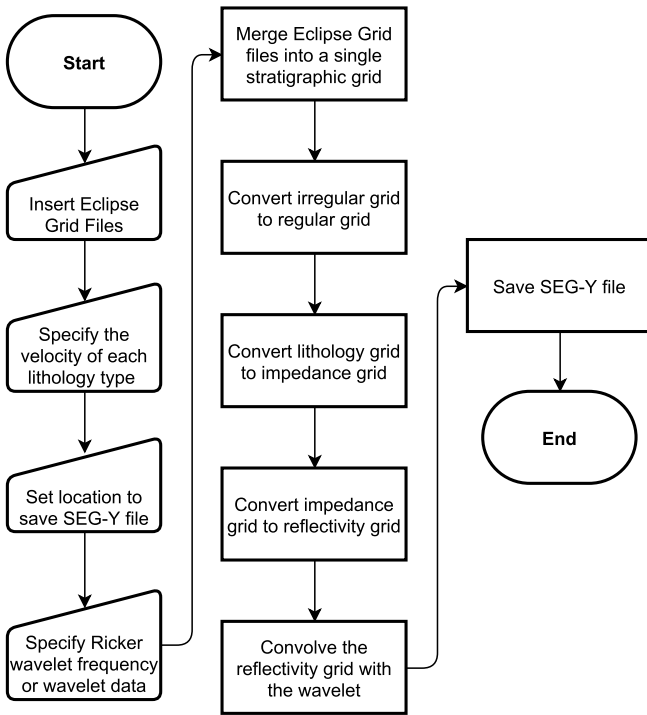 Start
Insert Eclipse
Grid Files
Specify the
velocity of each
lithology type
Set location to
save SEG-Y file
Specify Ricker
wavelet frequency
or wavelet data
Merge Eclipse Grid
files into a single
stratigraphic grid
Convert irregular grid
to regular grid
Convert lithology grid
to impedance grid
Convert impedance
grid to reflectivity grid
Convolve the
reflectivity grid with
the wavelet
Save SEG-Y file
End